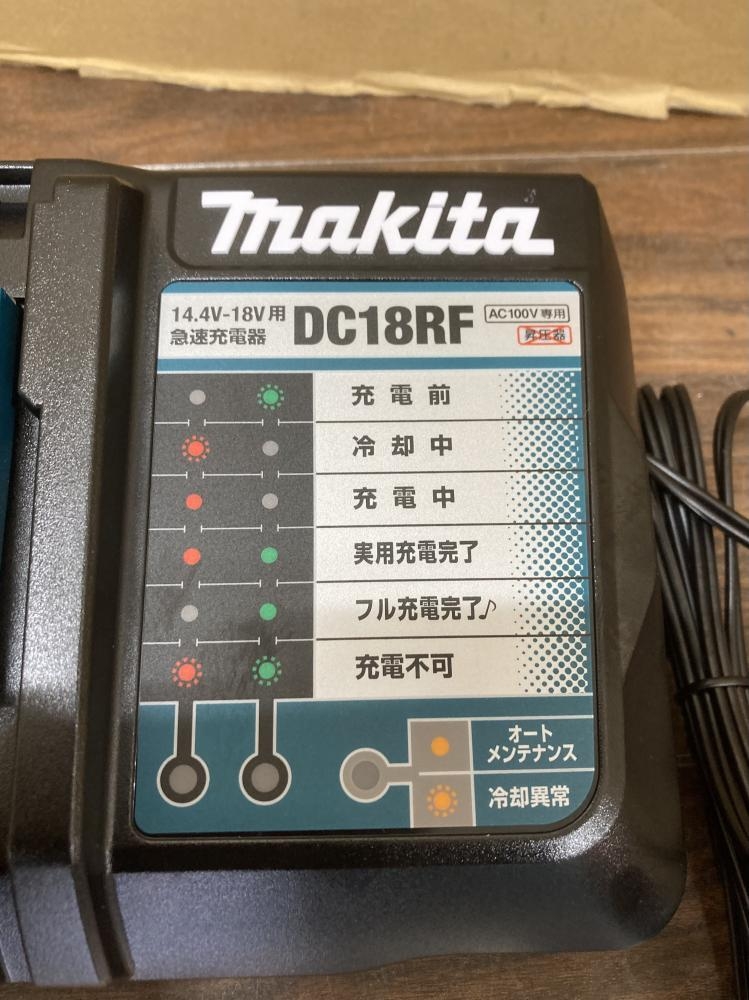 makita
14.4V-18V用
急速充電器
DC18RF
AC100V専用
昇圧器
充電前
冷却中
充電中
実用充電完了
フル充電完了♪
充電不可
オート
メンテナンス
冷却異常